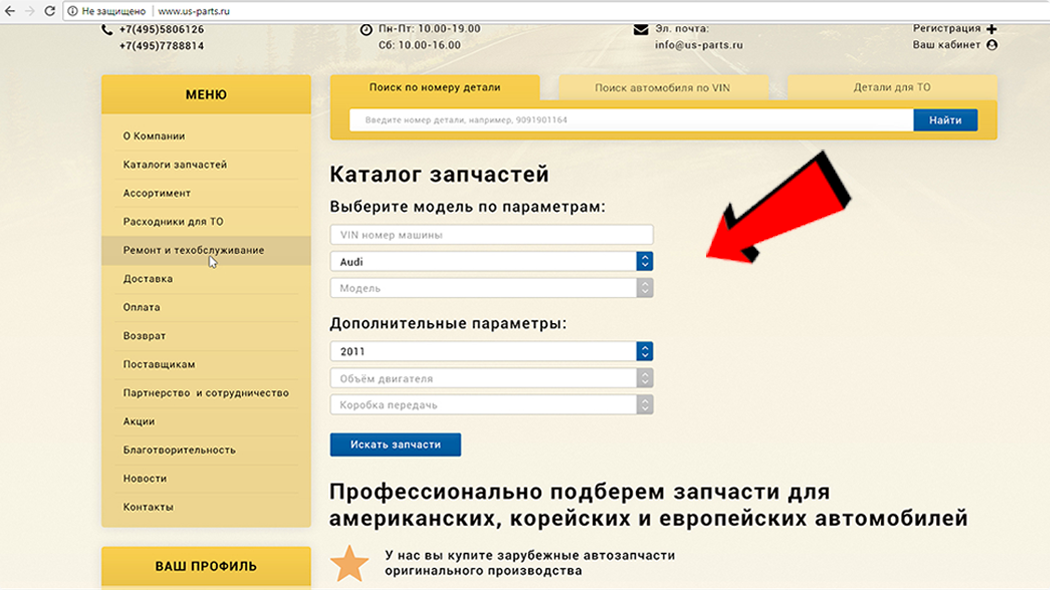 Не защищено | www.us-parts.ru
+7(495)5806126
+7(495)7788814
Пн-Пт: 10.00-19.00
Сб: 10.00-16.00
Эл. почта:
info@us-parts.ru
Регистрация
Ваш кабинет
МЕНЮ
О Компании
Каталоги запчастей
Ассортимент
Расходники для ТО
Ремонт и техобслуживание
Доставка
Оплата
Возврат
Поставщикам
Партнерство и сотрудничество
Акции
Благотворительность
Новости
Контакты
ВАШ ПРОФИЛЬ
Поиск по номеру детали
Поиск автомобиля по VIN
Детали для ТО
Введите номер детали, например, 9091901164
Найти
Каталог запчастей
Выберите модель по параметрам:
VIN номер машины
Audi
Модель
Дополнительные параметры:
2011
Объём двигателя
Коробка передачь
Искать запчасти
Профессионально подберем запчасти для
американских, корейских и европейских автомобилей
У нас вы купите зарубежные автозапчасти
оригинального производства